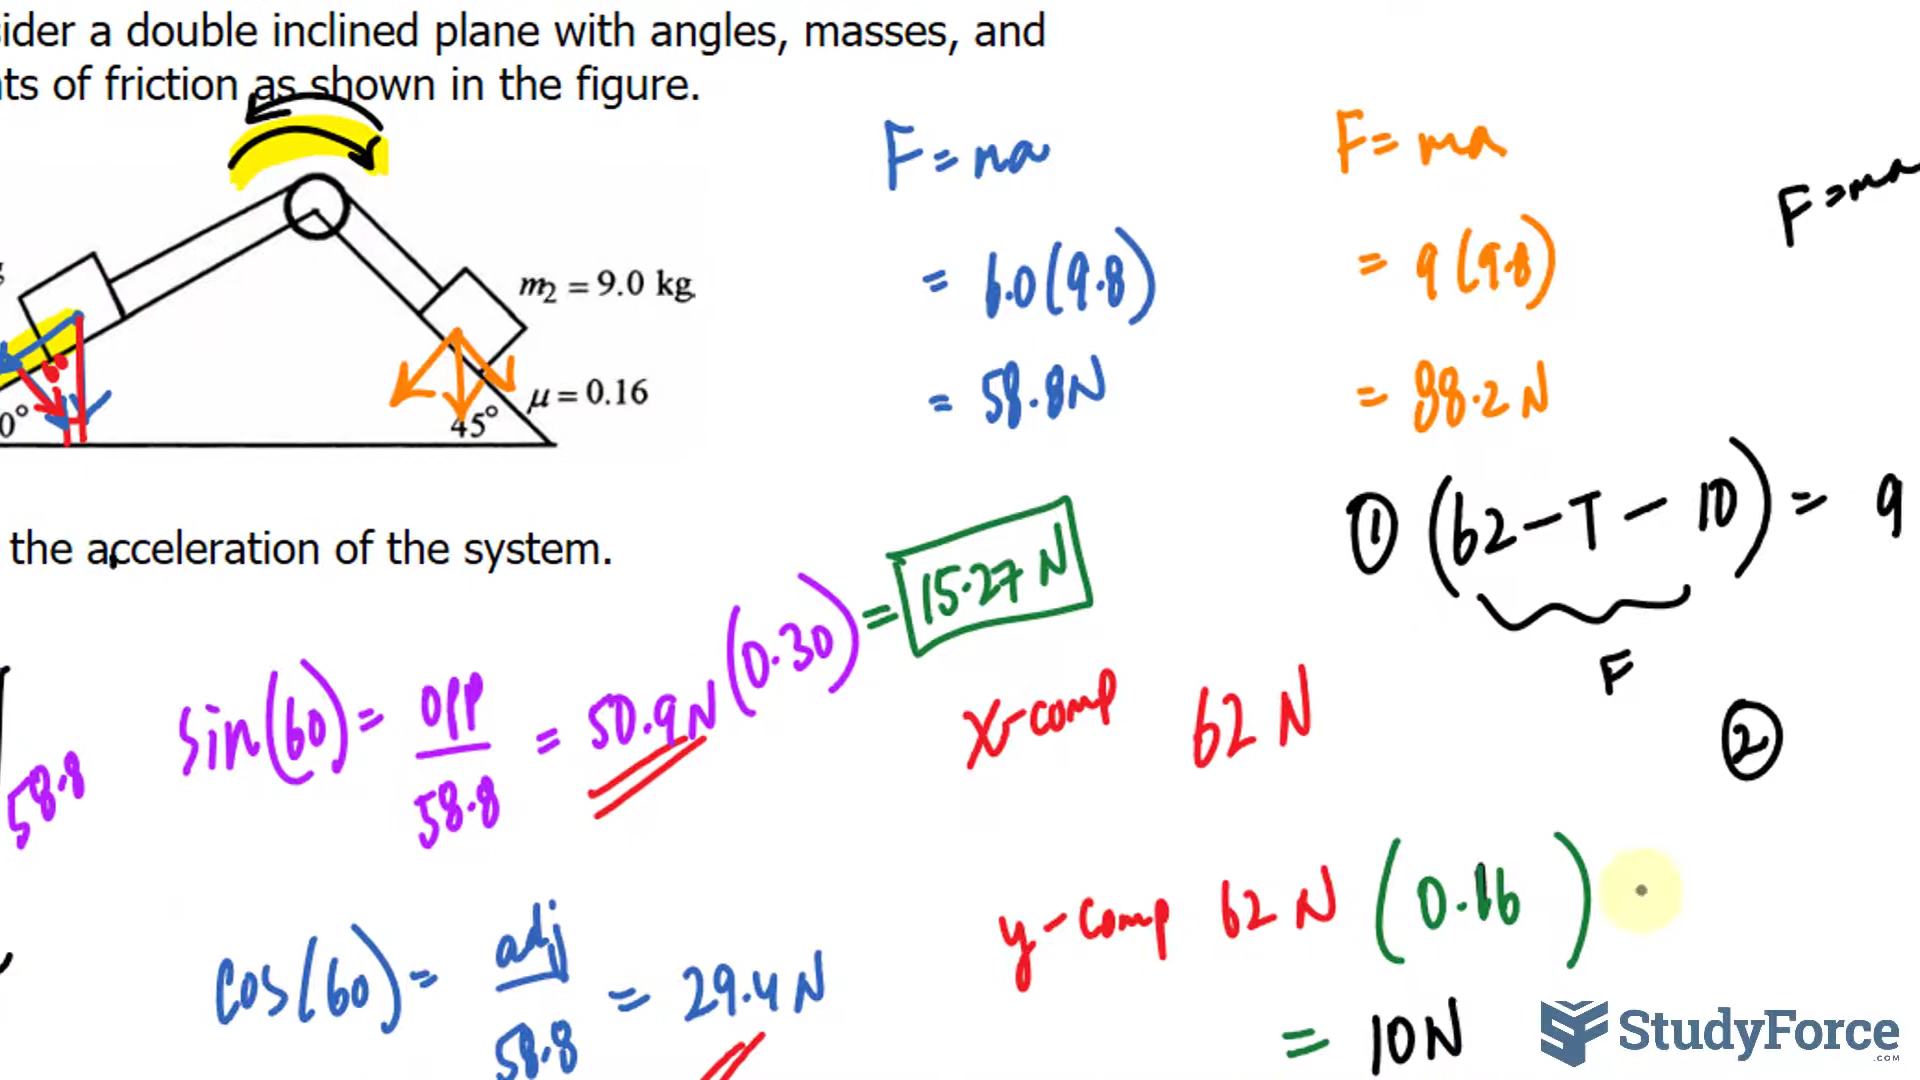 sider a double inclined plane with angles, masses, and
nts of friction as shown in the figure.
F = ma
F = ma
F = ma
m2 = 9.0 kg
= 6.0 (9.8)
= 9 (9.8)
μ = 0.16
0°
45°
= 58.8N
= 88.2 N
① (62 - T - 10) = 9
F
the acceleration of the system.
sin(60) = opp / 58.8 = 50.9N (0.30) = 15.27 N
58.8
x-comp 62 N
②
y-comp 62 N (0.16)
= 10N
cos(60) = adj / 58.8 = 29.4 N
StudyForce
.COM